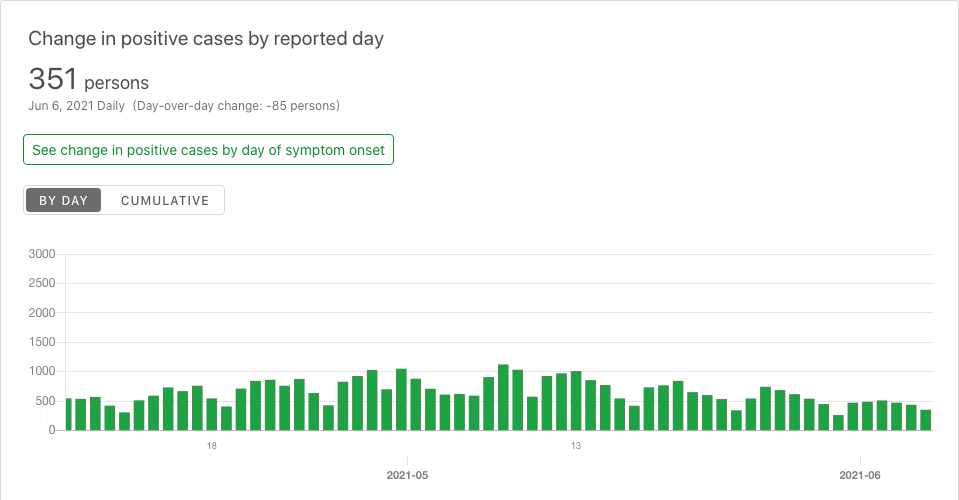 Change in positive cases by reported day
351 persons
Jun 6, 2021 Daily (Day-over-day change: -85 persons)
See change in positive cases by day of symptom onset
BY DAY CUMULATIVE
3000
2500
2000
1500
1000
500
0
18 13
2021-05 2021-06